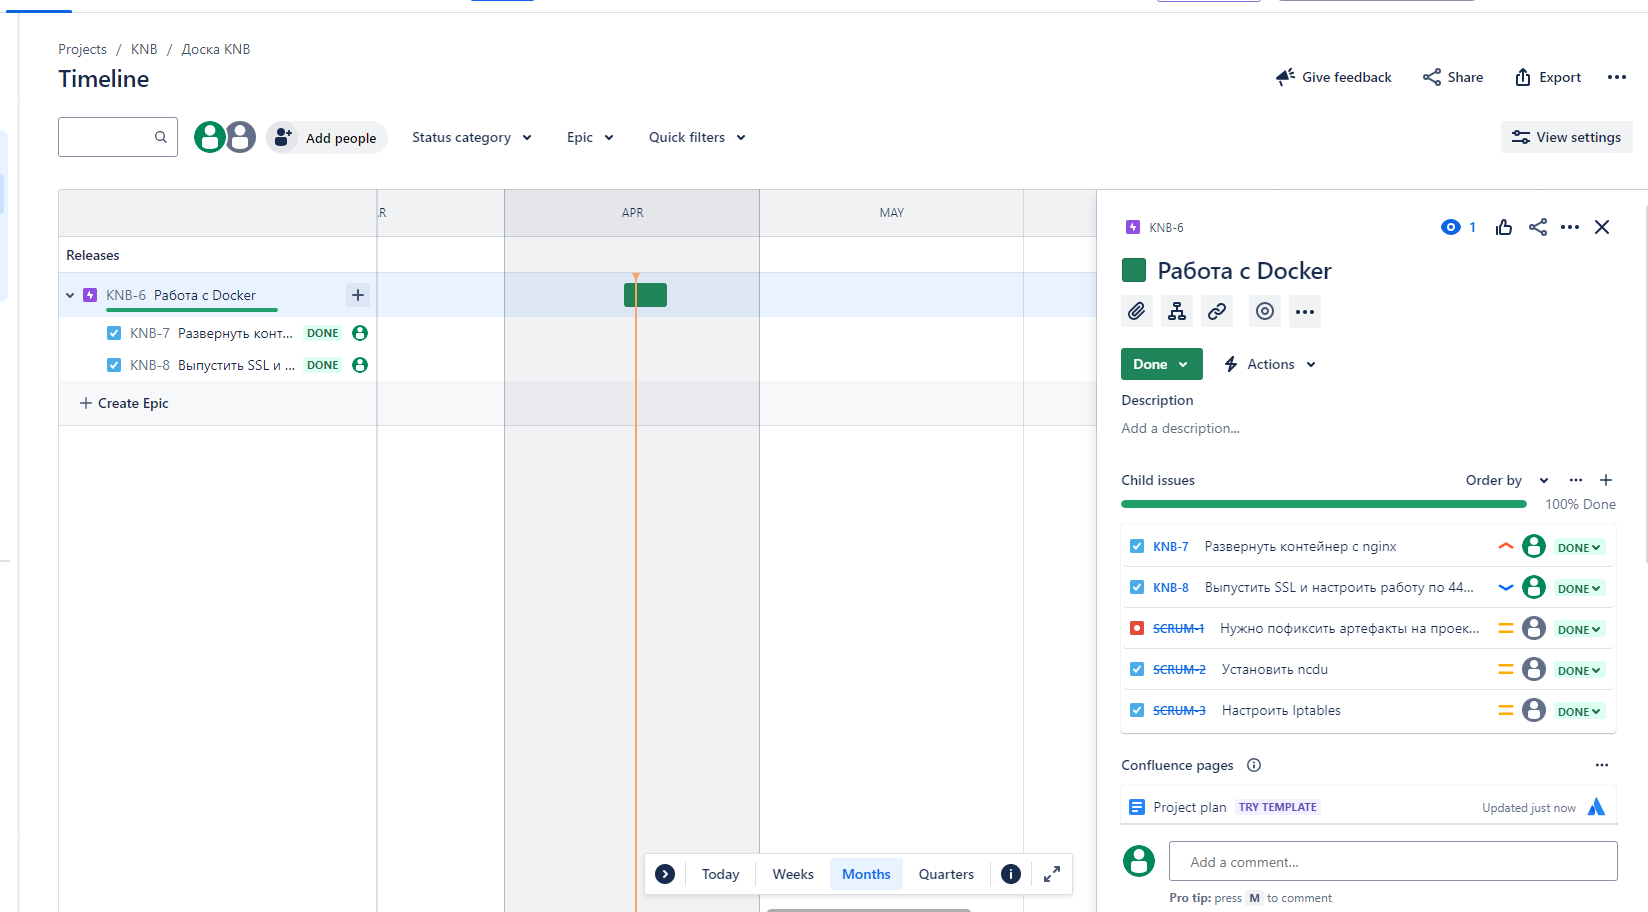 Projects / KNB / Доска KNB
Timeline
Give feedback Share Export
Add people Status category Epic Quick filters View settings
APR MAY
Releases
KNB-6 Работа с Docker
KNB-7 Развернуть конт... DONE
KNB-8 Выпустить SSL и ... DONE
+ Create Epic
Today Weeks Months Quarters
KNB-6 1
Работа с Docker
Done Actions
Description
Add a description...
Child issues Order by
100% Done
KNB-7 Развернуть контейнер с nginx DONE
KNB-8 Выпустить SSL и настроить работу по 44... DONE
SCRUM-1 Нужно пофиксить артефакты на проек... DONE
SCRUM-2 Установить ncdu DONE
SCRUM-3 Настроить Iptables DONE
Confluence pages
Project plan TRY TEMPLATE Updated just now
Add a comment...
Pro tip: press M to comment